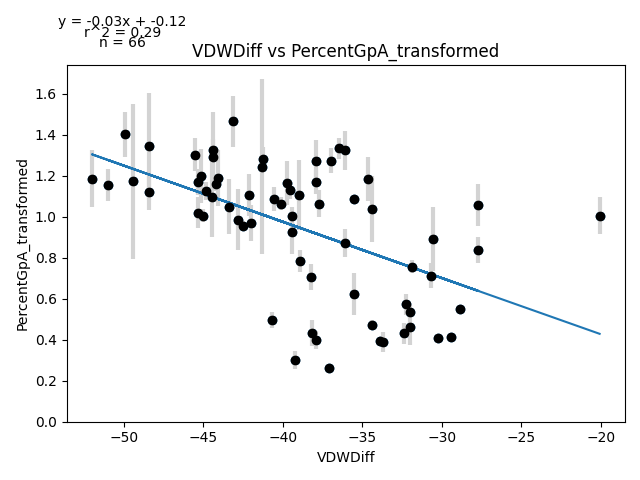 y = -0.03x + -0.12
r^2 = 0.29
n = 66
VDWDiff vs PercentGpA_transformed
PercentGpA_transformed
1.6
1.4
1.2
1.0
0.8
0.6
0.4
0.2
0.0
−50 −45 −40 −35 −30 −25 −20
VDWDiff